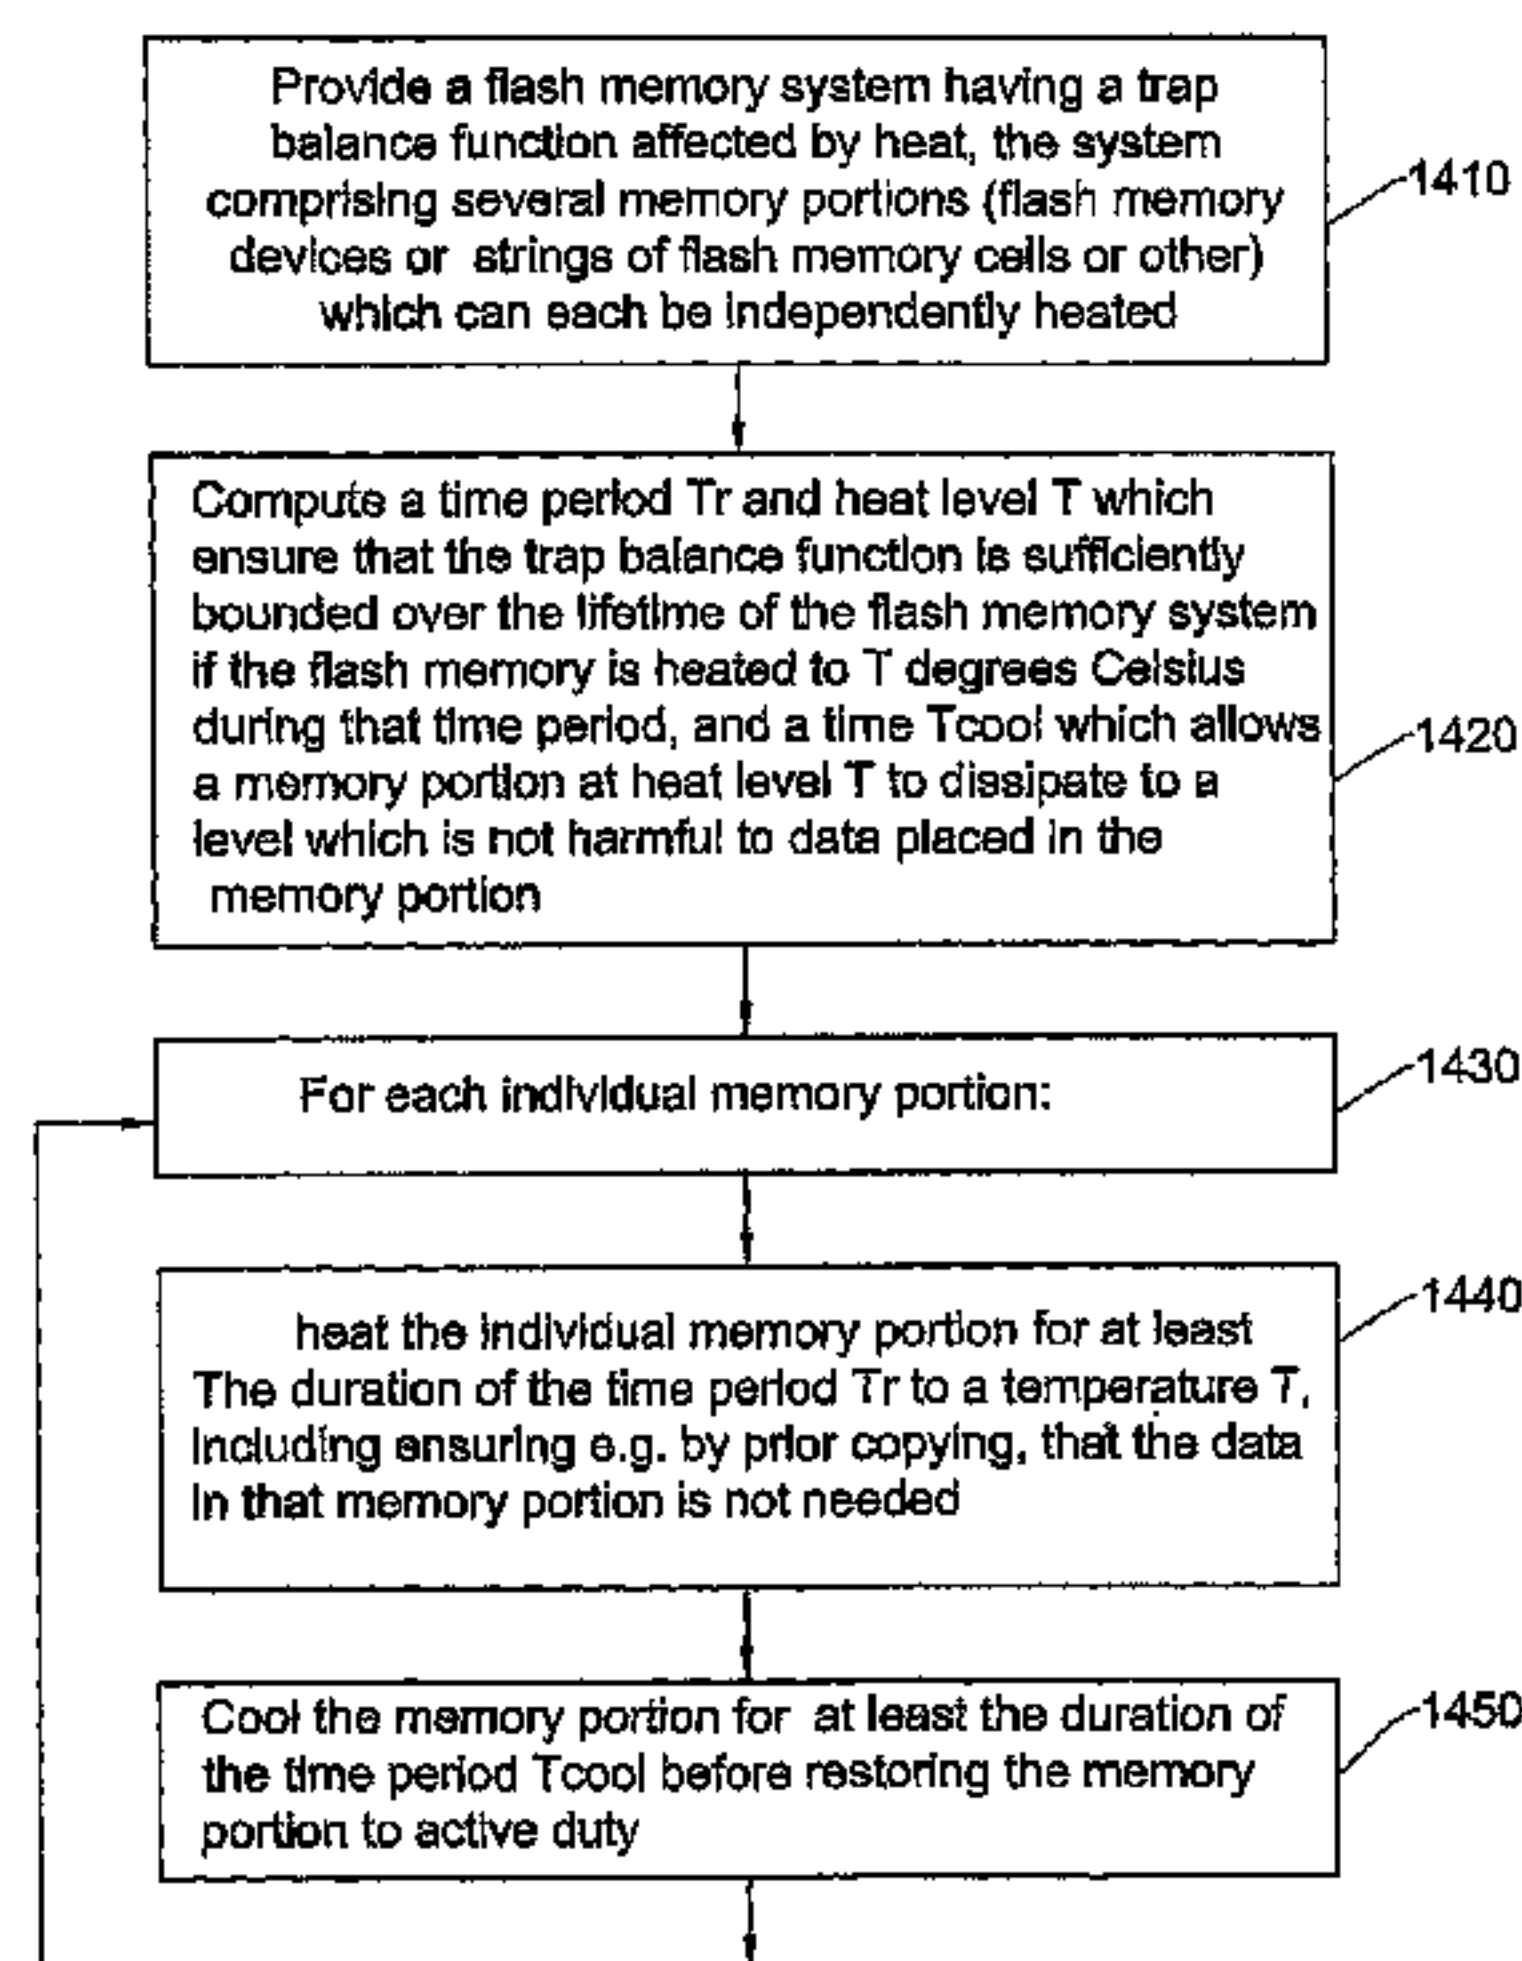 Provide a flash memory system having a trap
balance function affected by heat, the system
comprising several memory portions (flash memory
devices or strings of flash memory cells or other)
which can each be independently heated
1410
Compute a time period Tr and heat level T which
ensure that the trap balance function is sufficiently
bounded over the lifetime of the flash memory system
if the flash memory is heated to T degrees Celsius
during that time period, and a time Tcool which allows
a memory portion at heat level T to dissipate to a
level which is not harmful to data placed in the
memory portion
1420
For each individual memory portion:
1430
heat the individual memory portion for at least
The duration of the time period Tr to a temperature T,
including ensuring e.g. by prior copying, that the data
in that memory portion is not needed
1440
Cool the memory portion for at least the duration of
the time period Tcool before restoring the memory
portion to active duty
1450